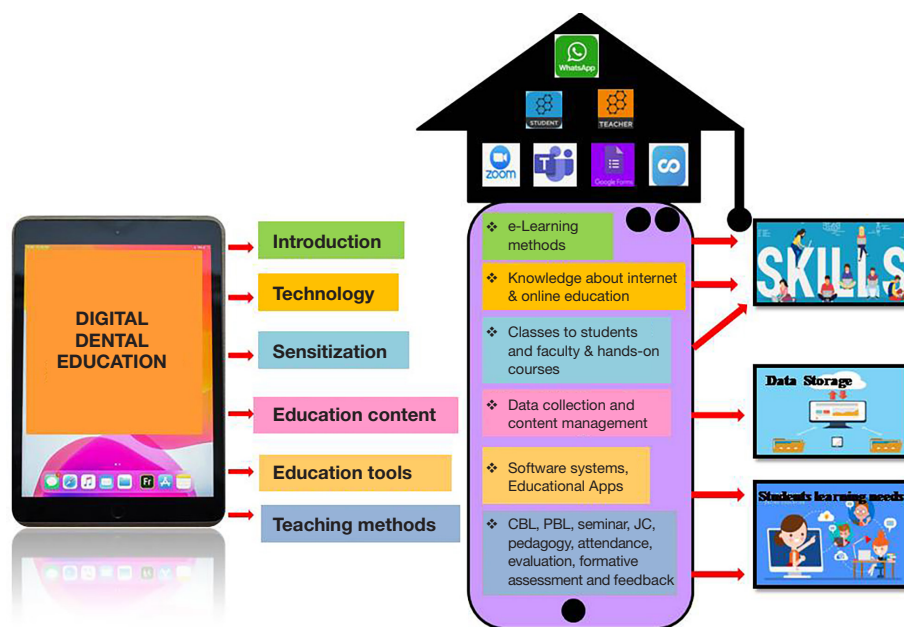 WhatsApp
STUDENT
TEACHER
zoom
T
Google Forms
DIGITAL
DENTAL
EDUCATION
Introduction
Technology
Sensitization
Education content
Education tools
Teaching methods
Fr
❖ e-Learning
methods
❖ Knowledge about internet
& online education
❖ Classes to students
and faculty & hands-on
courses
❖ Data collection and
content management
❖ Software systems,
Educational Apps
❖ CBL, PBL, seminar, JC,
pedagogy, attendance,
evaluation, formative
assessment and feedback
SKILLS
Data Storage
Students learning needs